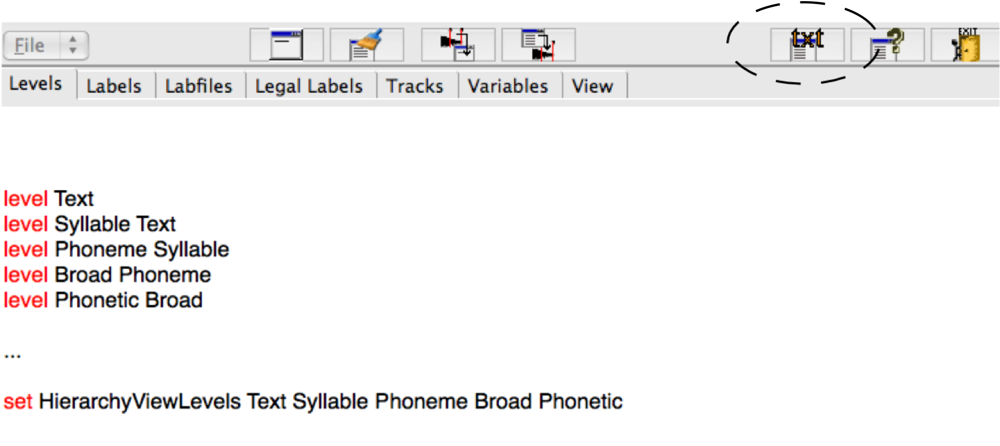 File txt ? EXIT
Levels Labels Labfiles Legal Labels Tracks Variables View
level Text
level Syllable Text
level Phoneme Syllable
level Broad Phoneme
level Phonetic Broad
...
set HierarchyViewLevels Text Syllable Phoneme Broad Phonetic